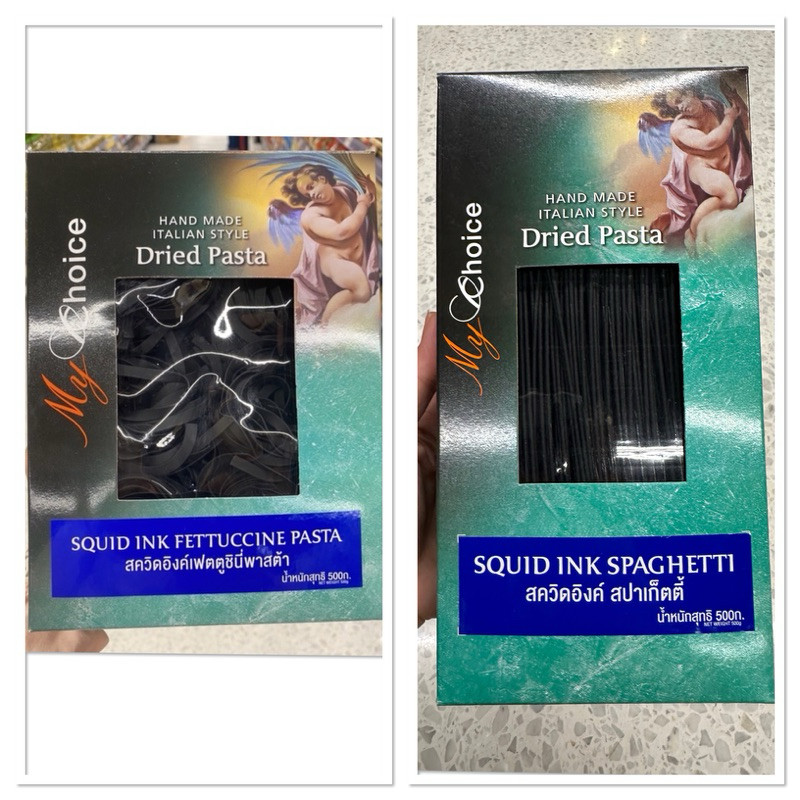 My Choice
HAND MADE
ITALIAN STYLE
Dried Pasta
SQUID INK FETTUCCINE PASTA
สควิดอิงค์เฟตตูชินี่พาสต้า
น้ำหนักสุทธิ 500ก.
NET WEIGHT 500g
My Choice
HAND MADE
ITALIAN STYLE
Dried Pasta
SQUID INK SPAGHETTI
สควิดอิงค์ สปาเก็ตตี้
น้ำหนักสุทธิ 500ก.
NET WEIGHT 500g